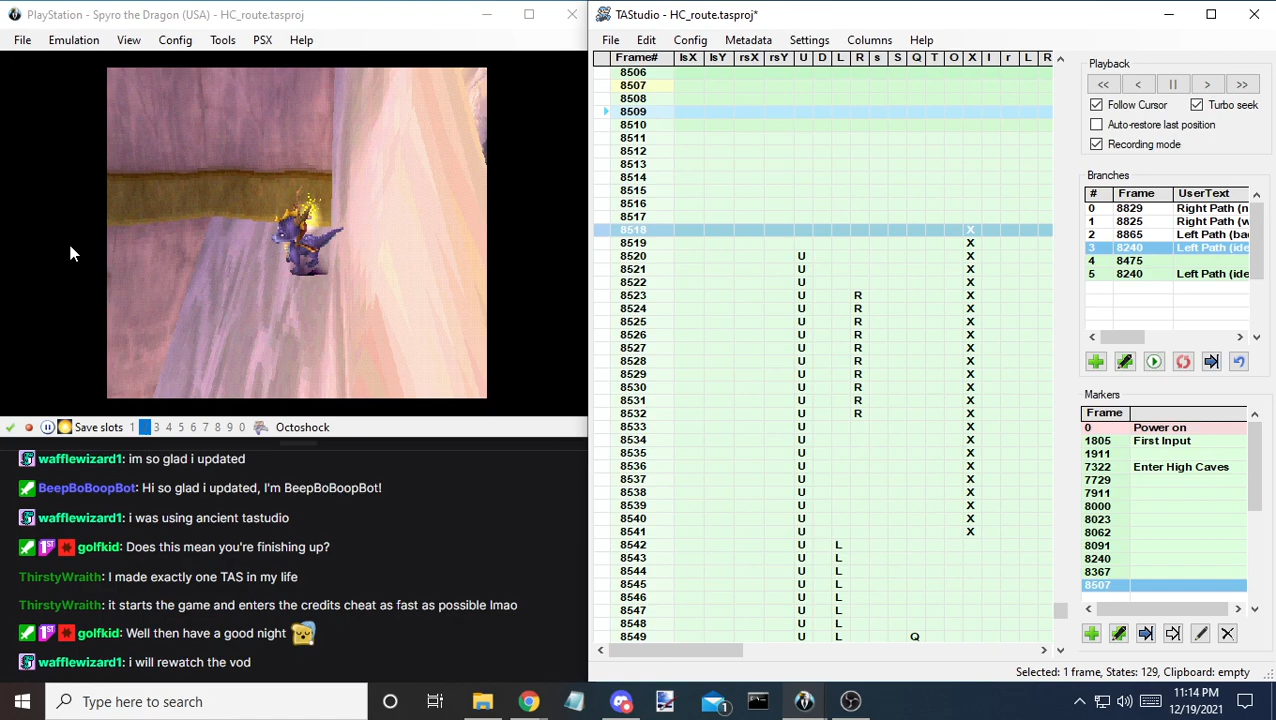 PlayStation - Spyro the Dragon (USA) - HC_route.tasproj
File Emulation View Config Tools PSX Help
Save slots 1 3 4 5 6 7 8 9 0 Octoshock
wafflewizard1: im so glad i updated
BeepBoBoopBot: Hi so glad i updated, I'm BeepBoBoopBot!
wafflewizard1: i was using ancient tastudio
1ST golfkid: Does this mean you're finishing up?
ThirstyWraith: I made exactly one TAS in my life
ThirstyWraith: it starts the game and enters the credits cheat as fast as possible lmao
1ST golfkid: Well then have a good night
wafflewizard1: i will rewatch the vod
TAStudio - HC_route.tasproj*
File Edit Config Metadata Settings Columns Help
Frame# lsX lsY rsX rsY U D L R s S Q T O X l r L R
8506
8507
8508
8509
8510
8511
8512
8513
8514
8515
8516
8517
8518 X
8519 X
8520 U X
8521 U X
8522 U X
8523 U R X
8524 U R X
8525 U R X
8526 U R X
8527 U R X
8528 U R X
8529 U R X
8530 U R X
8531 U R X
8532 U R X
8533 U X
8534 U X
8535 U X
8536 U X
8537 U X
8538 U X
8539 U X
8540 U X
8541 U X
8542 U L
8543 U L
8544 U L
8545 U L
8546 U L
8547 U L
8548 U L
8549 U L Q
Playback
<< < || > >>
Follow Cursor Turbo seek
Auto-restore last position
Recording mode
Branches
# Frame UserText
0 8829 Right Path (n
1 8825 Right Path (w
2 8865 Left Path (ba
3 8240 Left Path (ide
4 8475
5 8240 Left Path (ide
Markers
Frame
0 Power on
1805 First Input
1911
7322 Enter High Caves
7729
7911
8000
8023
8062
8091
8240
8367
8507
Selected: 1 frame, States: 129, Clipboard: empty
Type here to search
1
11:14 PM
12/19/2021